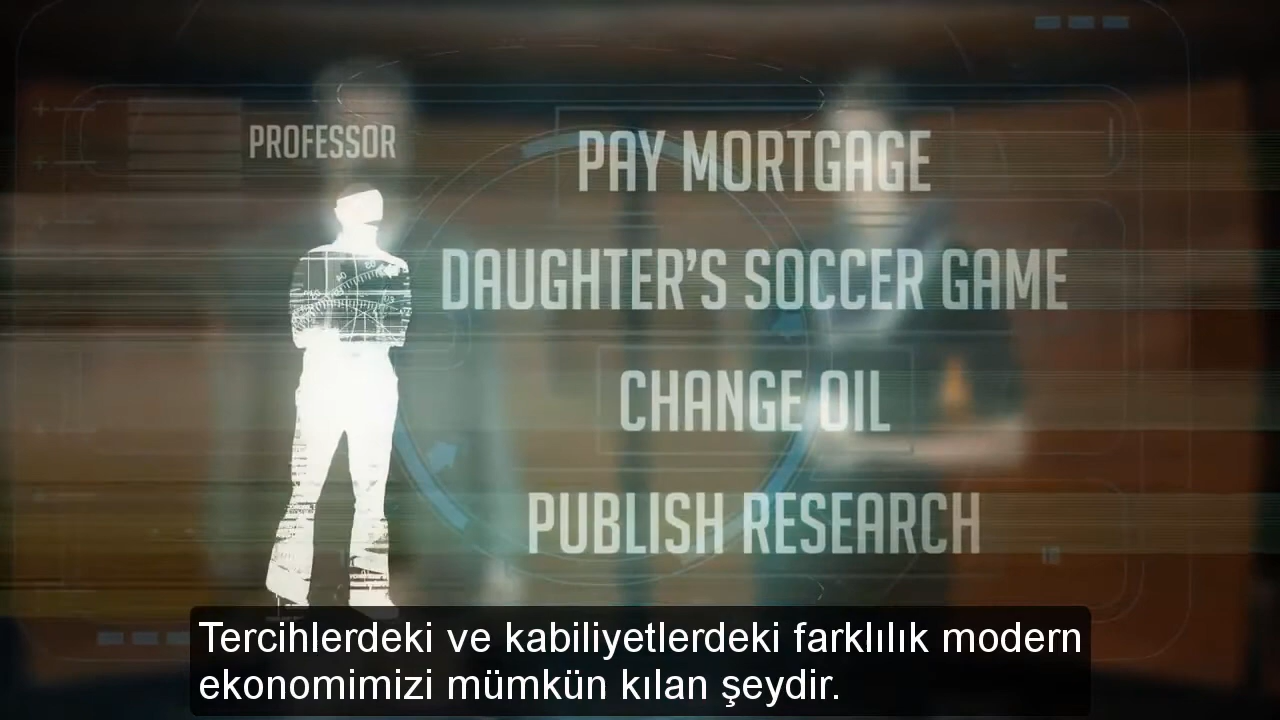 PROFESSOR
PAY MORTGAGE
DAUGHTER'S SOCCER GAME
CHANGE OIL
PUBLISH RESEARCH
Tercihlerdeki ve kabiliyetlerdeki farklılık modern
ekonomimizi mümkün kılan şeydir.